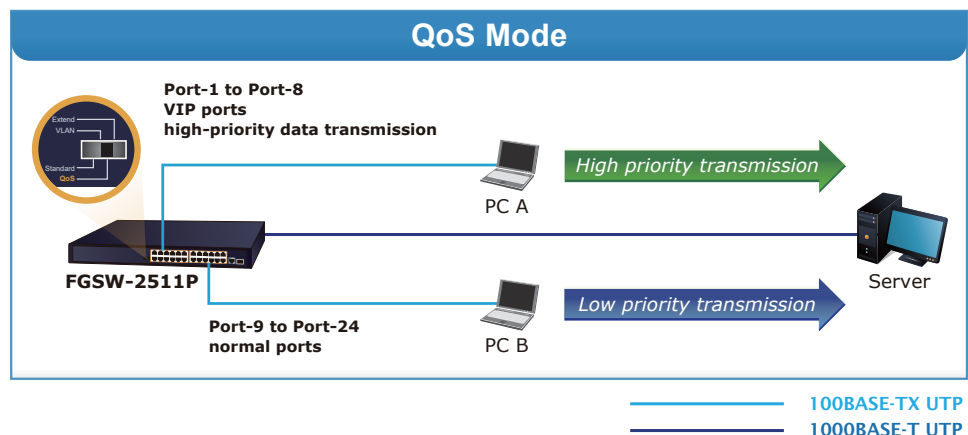 QoS Mode
Port-1 to Port-8
VIP ports
high-priority data transmission
Extend
VLAN
Standard
QoS
High priority transmission
PC A
FGSW-2511P
Server
Low priority transmission
Port-9 to Port-24
normal ports
PC B
100BASE-TX UTP
1000BASE-T UTP